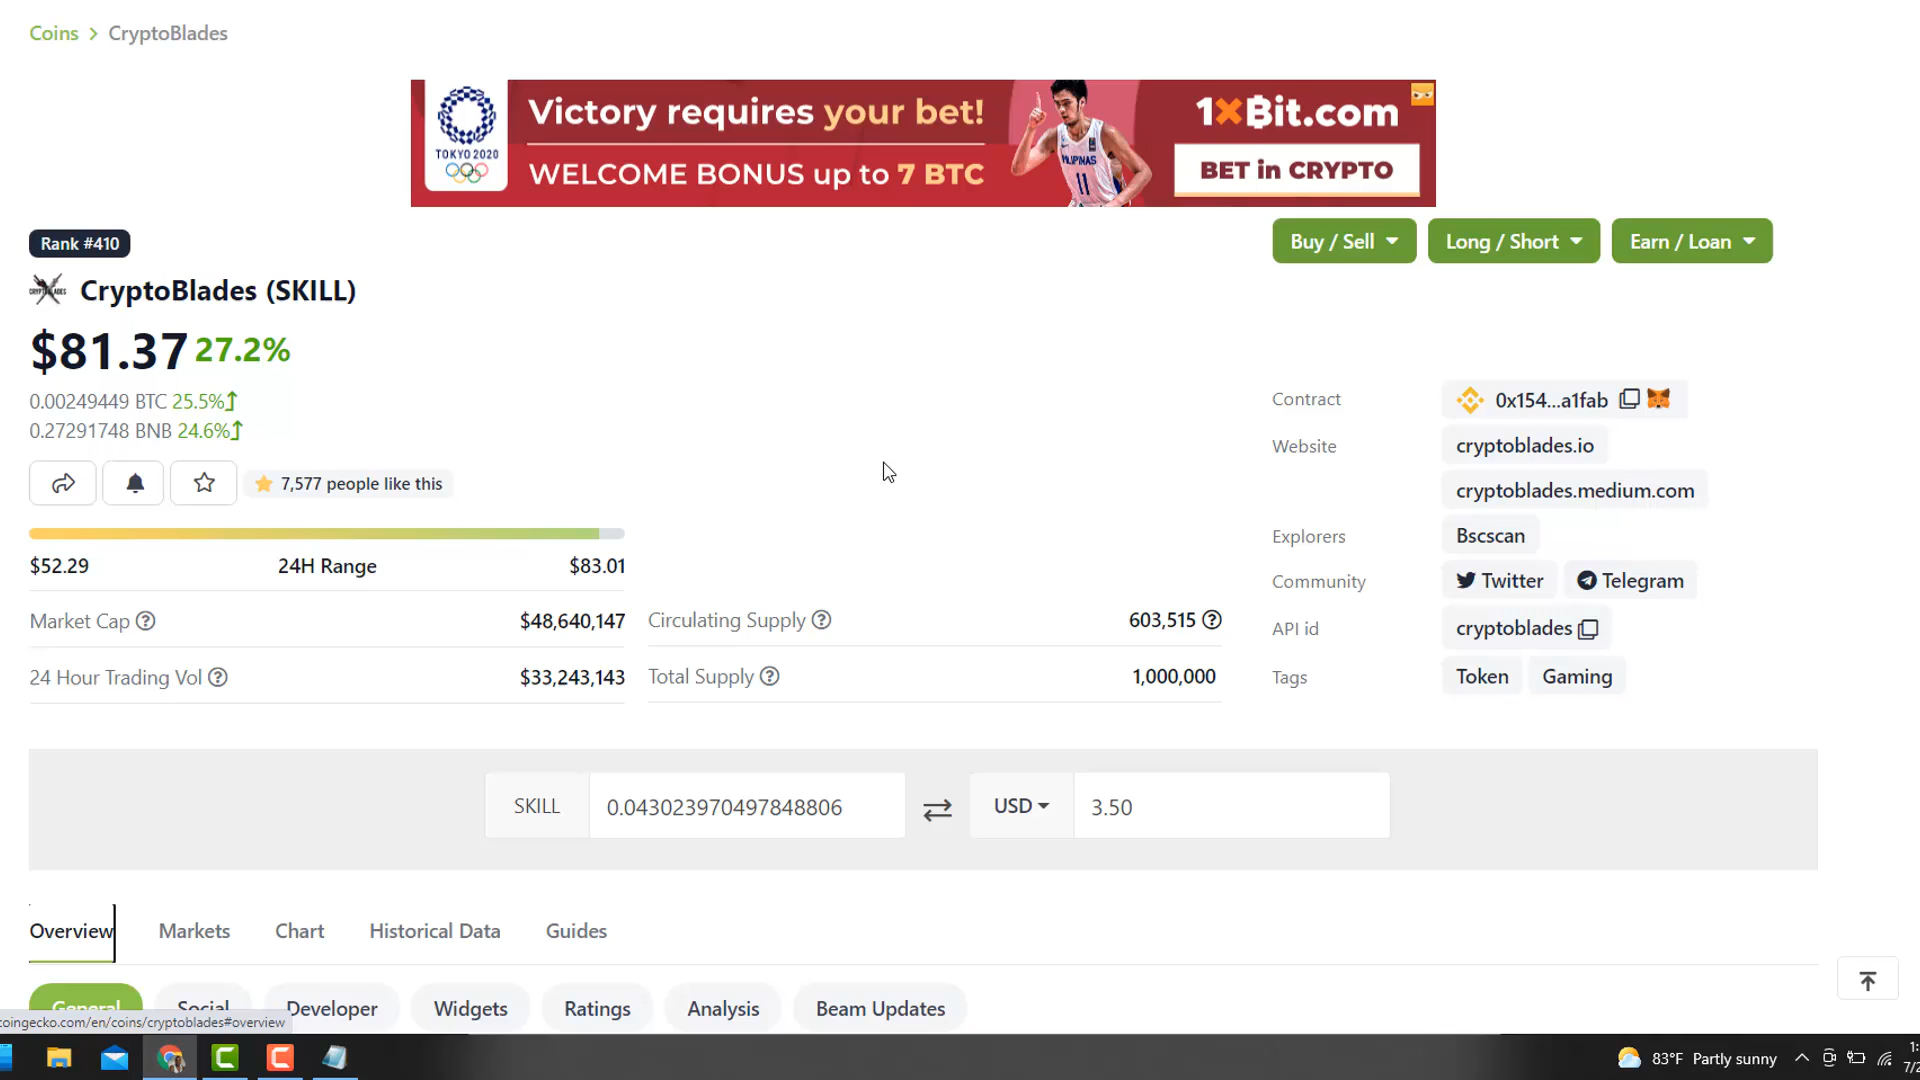 Coins > CryptoBlades
TOKYO 2020
Victory requires your bet!
WELCOME BONUS up to 7 BTC
PILIPINAS
11
1XBit.com
BET in CRYPTO
Rank #410
Buy / Sell
Long / Short
Earn / Loan
CryptoBlades (SKILL)
$81.37 27.2%
0.00249449 BTC 25.5%
0.27291748 BNB 24.6%
7,577 people like this
$52.29 24H Range $83.01
Market Cap $48,640,147
24 Hour Trading Vol $33,243,143
Circulating Supply 603,515
Total Supply 1,000,000
Contract 0x154...a1fab
Website cryptoblades.io
cryptoblades.medium.com
Explorers Bscscan
Community Twitter Telegram
API id cryptoblades
Tags Token Gaming
SKILL 0.043023970497848806 USD 3.50
Overview Markets Chart Historical Data Guides
General Social Developer Widgets Ratings Analysis Beam Updates
coingecko.com/en/coins/cryptoblades#overview
83°F Partly sunny